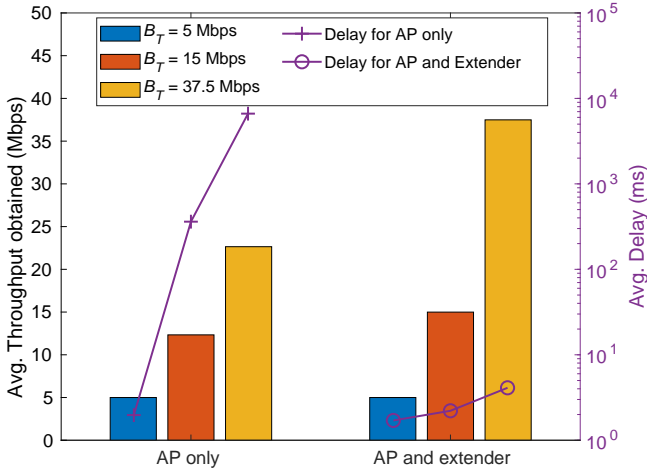 50
45
40
35
30
25
20
15
10
5
0
Avg. Throughput obtained (Mbps)
B_T = 5 Mbps
B_T = 15 Mbps
B_T = 37.5 Mbps
Delay for AP only
Delay for AP and Extender
10^5
10^4
10^3
10^2
10^1
10^0
Avg. Delay (ms)
AP only
AP and extender